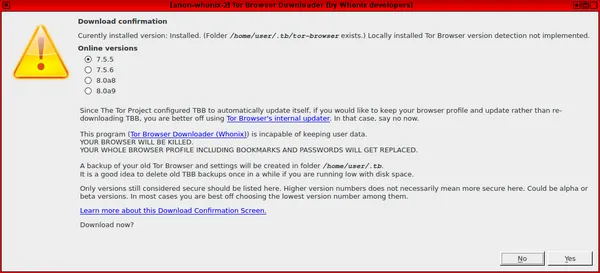 [anon-whonix-2] Tor Browser Downloader (by Whonix developers)
Download confirmation
Curently installed version: Installed. (Folder /home/user/.tb/tor-browser exists.) Locally installed Tor Browser version detection not implemented.
Online versions
7.5.5
7.5.6
8.0a8
8.0a9
Since The Tor Project configured TBB to automatically update itself, if you would like to keep your browser profile and update rather than re-
downloading TBB, you are better off using Tor Browser's internal updater. In that case, say no now.
This program (Tor Browser Downloader (Whonix)) is incapable of keeping user data.
YOUR BROWSER WILL BE KILLED.
YOUR WHOLE BROWSER PROFILE INCLUDING BOOKMARKS AND PASSWORDS WILL GET REPLACED.
A backup of your old Tor Browser and settings will be created in folder /home/user/.tb.
It is good idea to delete old TBB backups once in a while if you are running low with disk space.
Only versions still considered secure should be listed here. Higher version numbers does not necessarily mean more secure here. Could be alpha or
beta versions. In most cases you are best off choosing the lowest version number among them.
Learn more about this Download Confirmation Screen.
Download now?
No Yes